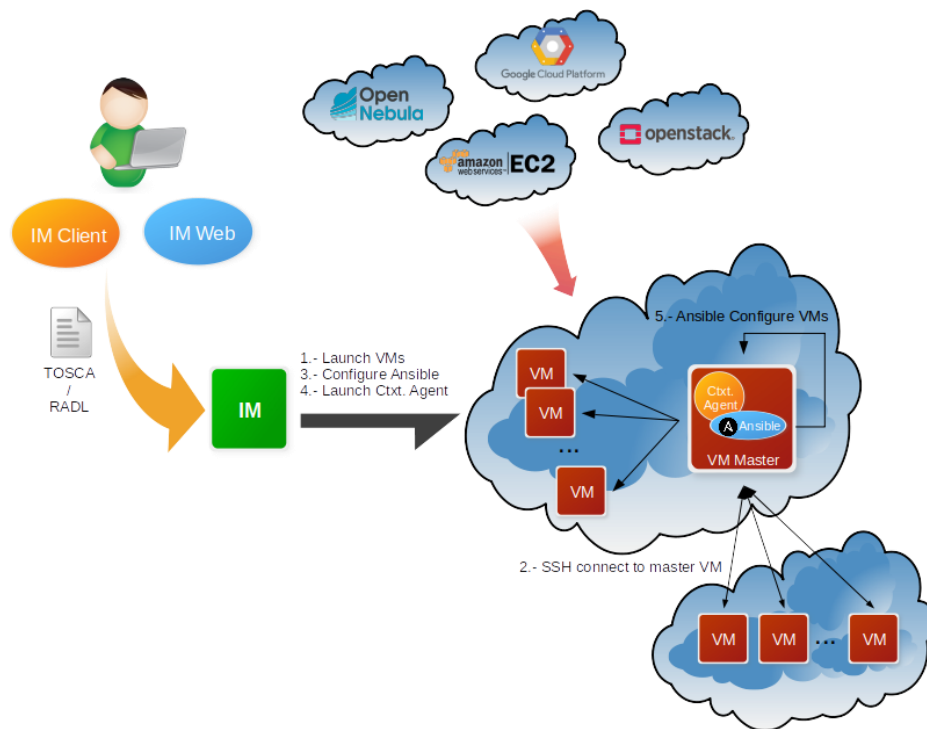 Google Cloud Platform
Open
Nebula
openstack.
amazon
web services™
EC2
IM Client
IM Web
TOSCA
/
RADL
IM
1.- Launch VMs
3.- Configure Ansible
4.- Launch Ctxt. Agent
5.- Ansible Configure VMs
VM
VM
...
VM
Ctxt.
Agent
A
Ansible
VM Master
2.- SSH connect to master VM
VM
VM
...
VM